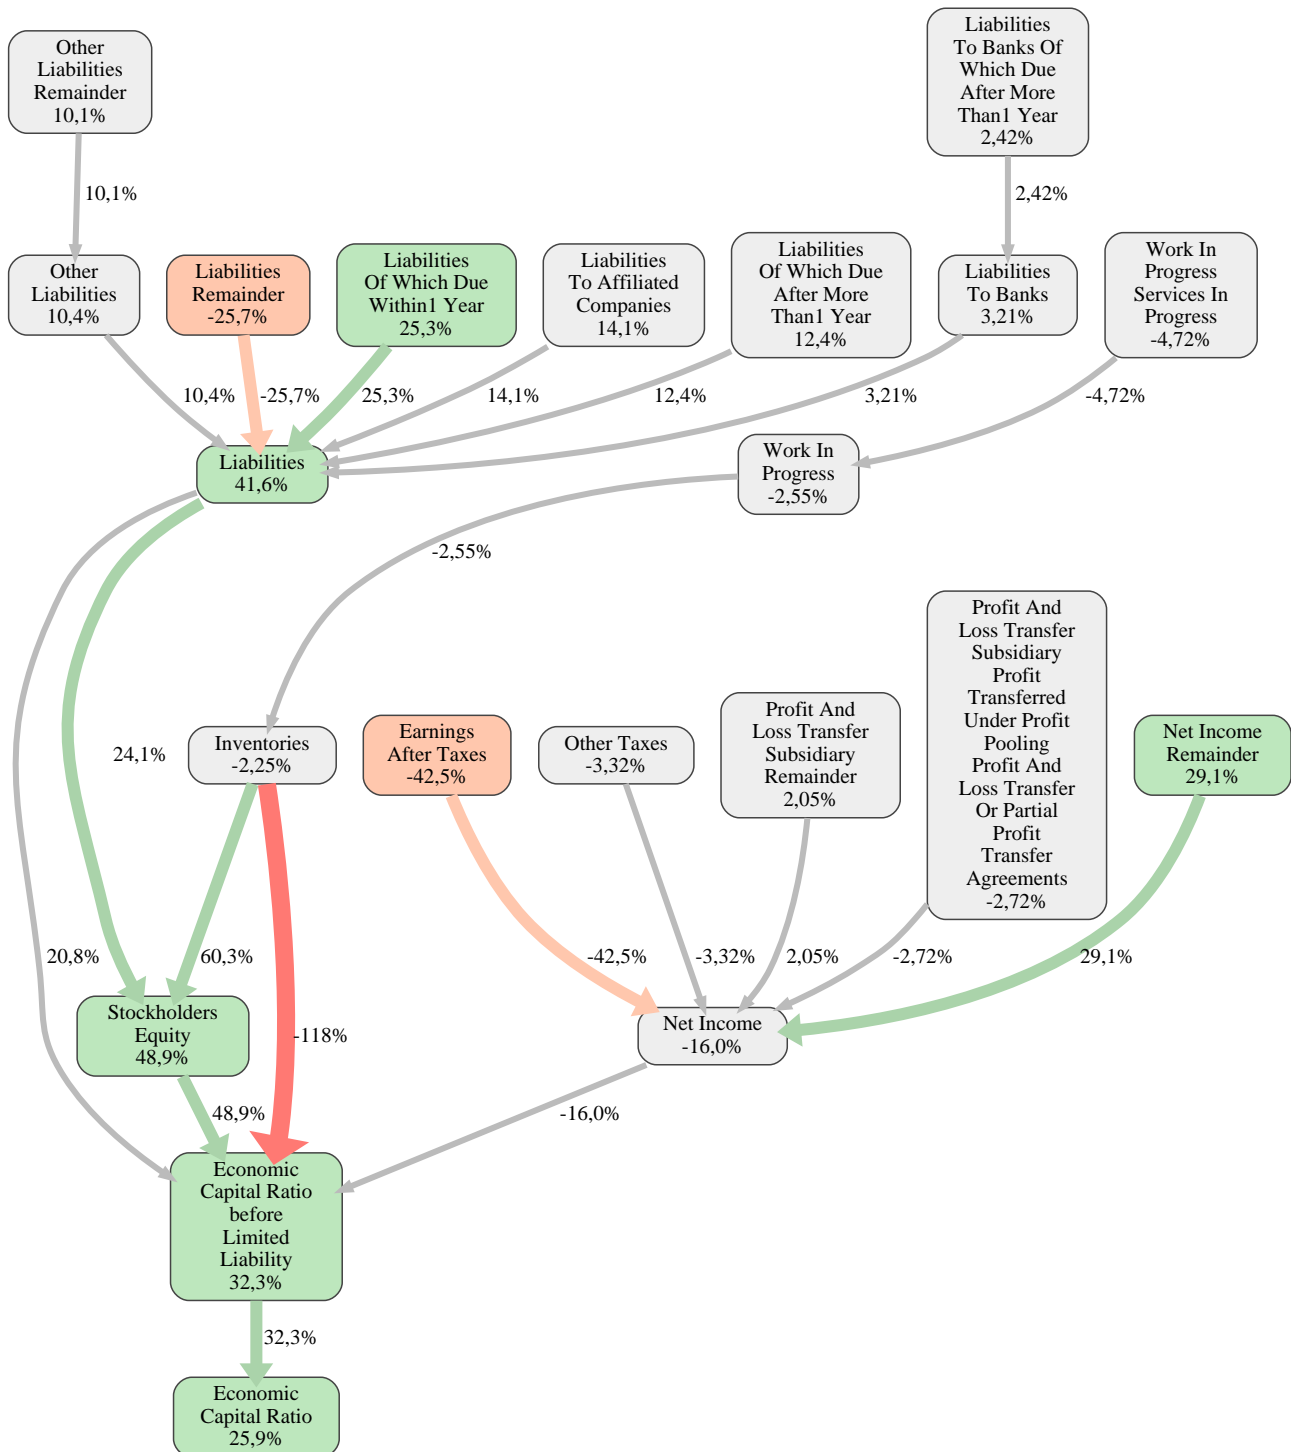 Other
Liabilities
Remainder
10,1%
Liabilities
To Banks Of
Which Due
After More
Than1 Year
2,42%
10,1%
2,42%
Other
Liabilities
10,4%
Liabilities
Remainder
-25,7%
Liabilities
Of Which Due
Within1 Year
25,3%
Liabilities
To Affiliated
Companies
14,1%
Liabilities
Of Which Due
After More
Than1 Year
12,4%
Liabilities
To Banks
3,21%
Work In
Progress
Services In
Progress
-4,72%
10,4%
-25,7%
25,3%
14,1%
12,4%
3,21%
-4,72%
Liabilities
41,6%
Work In
Progress
-2,55%
-2,55%
24,1%
Inventories
-2,25%
Earnings
After Taxes
-42,5%
Other Taxes
-3,32%
Profit And
Loss Transfer
Subsidiary
Remainder
2,05%
Profit And
Loss Transfer
Subsidiary
Profit
Transferred
Under Profit
Pooling
Profit And
Loss Transfer
Or Partial
Profit
Transfer
Agreements
-2,72%
Net Income
Remainder
29,1%
20,8%
60,3%
-42,5%
-3,32%
2,05%
-2,72%
29,1%
Stockholders
Equity
48,9%
-118%
Net Income
-16,0%
48,9%
-16,0%
Economic
Capital Ratio
before
Limited
Liability
32,3%
32,3%
Economic
Capital Ratio
25,9%